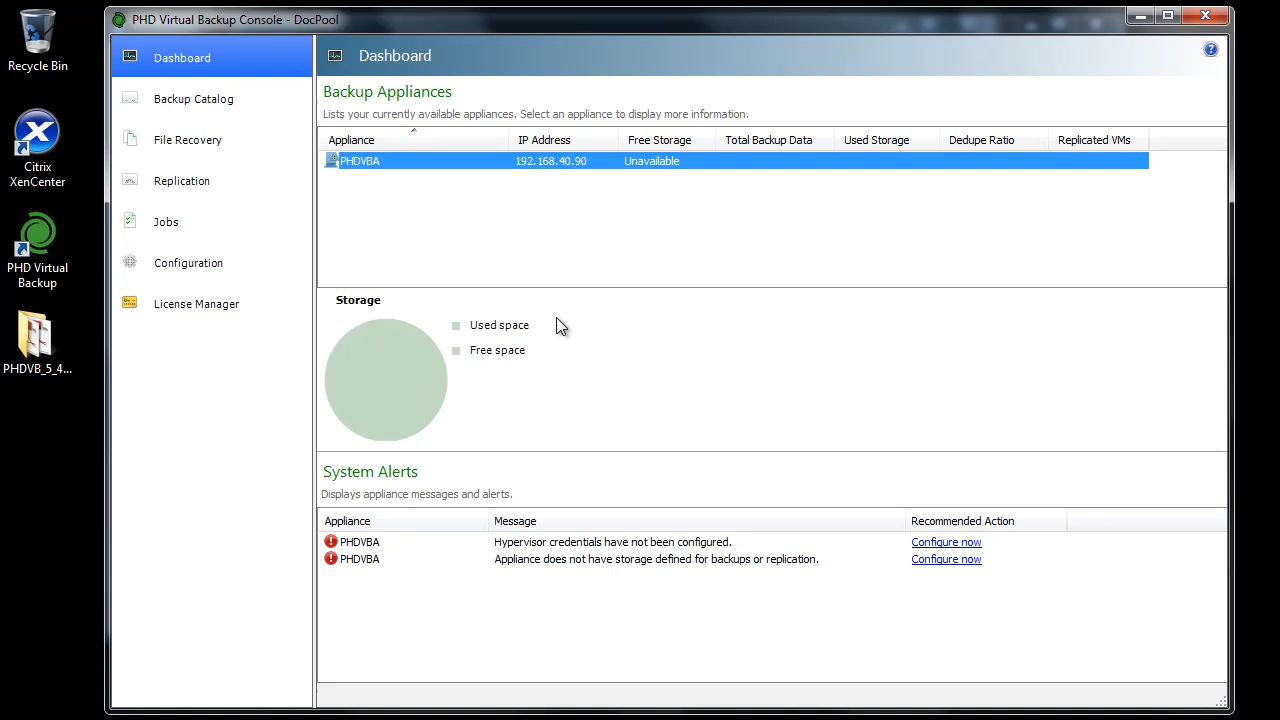 Recycle Bin
Citrix
XenCenter
PHD Virtual
Backup
PHDVB_5_4...
PHD Virtual Backup Console - DocPool
Dashboard
Backup Catalog
File Recovery
Replication
Jobs
Configuration
License Manager
Dashboard
?
Backup Appliances
Lists your currently available appliances. Select an appliance to display more information.
Appliance IP Address Free Storage Total Backup Data Used Storage Dedupe Ratio Replicated VMs
PHDVBA 192.168.40.90 Unavailable
Storage
Used space
Free space
System Alerts
Displays appliance messages and alerts.
Appliance Message Recommended Action
PHDVBA Hypervisor credentials have not been configured. Configure now
PHDVBA Appliance does not have storage defined for backups or replication. Configure now